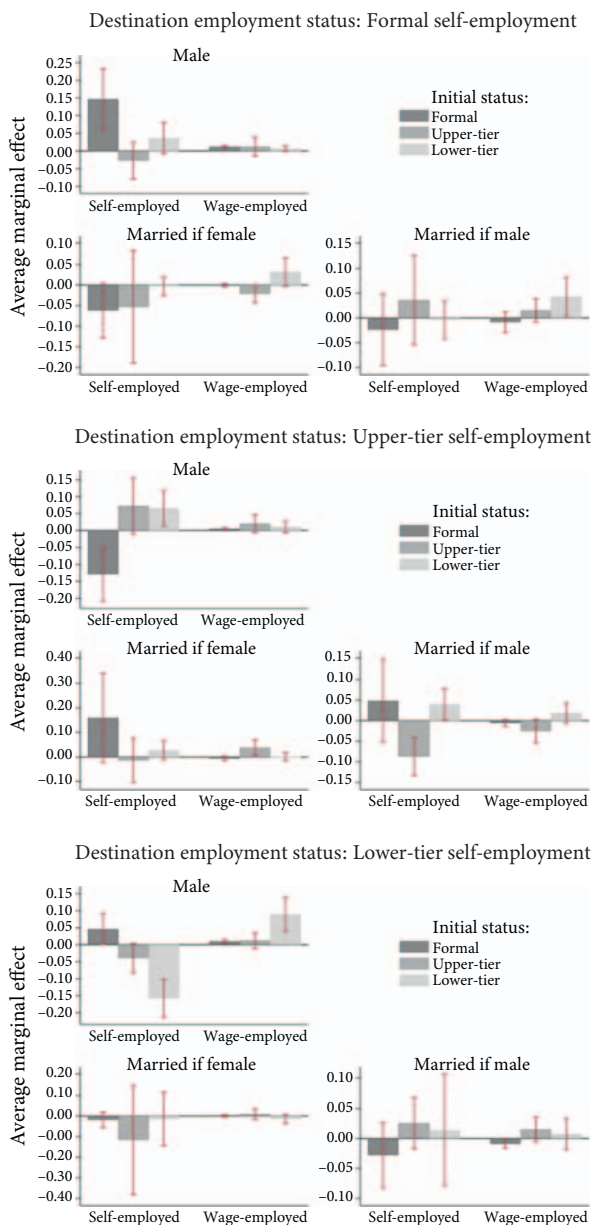 Destination employment status: Formal self-employment
Male
Average marginal effect
0.25
0.20
0.15
0.10
0.05
0.00
−0.05
−0.10
Self-employed Wage-employed
Initial status:
Formal
Upper-tier
Lower-tier
Married if female
0.10
0.05
0.00
−0.05
−0.10
−0.15
−0.20
Self-employed Wage-employed
Married if male
0.15
0.10
0.05
0.00
−0.05
−0.10
Self-employed Wage-employed
Destination employment status: Upper-tier self-employment
Male
Average marginal effect
0.15
0.10
0.05
0.00
−0.05
−0.10
−0.15
−0.20
Self-employed Wage-employed
Initial status:
Formal
Upper-tier
Lower-tier
Married if female
0.40
0.30
0.20
0.10
0.00
−0.10
Self-employed Wage-employed
Married if male
0.15
0.10
0.05
0.00
−0.05
−0.10
−0.15
Self-employed Wage-employed
Destination employment status: Lower-tier self-employment
Male
Average marginal effect
0.15
0.10
0.05
0.00
−0.05
−0.10
−0.15
−0.20
Self-employed Wage-employed
Initial status:
Formal
Upper-tier
Lower-tier
Married if female
0.20
0.10
−0.00
−0.00
−0.20
−0.30
−0.40
Self-employed Wage-employed
Married if male
0.10
0.05
0.00
−0.05
−0.10
Self-employed Wage-employed